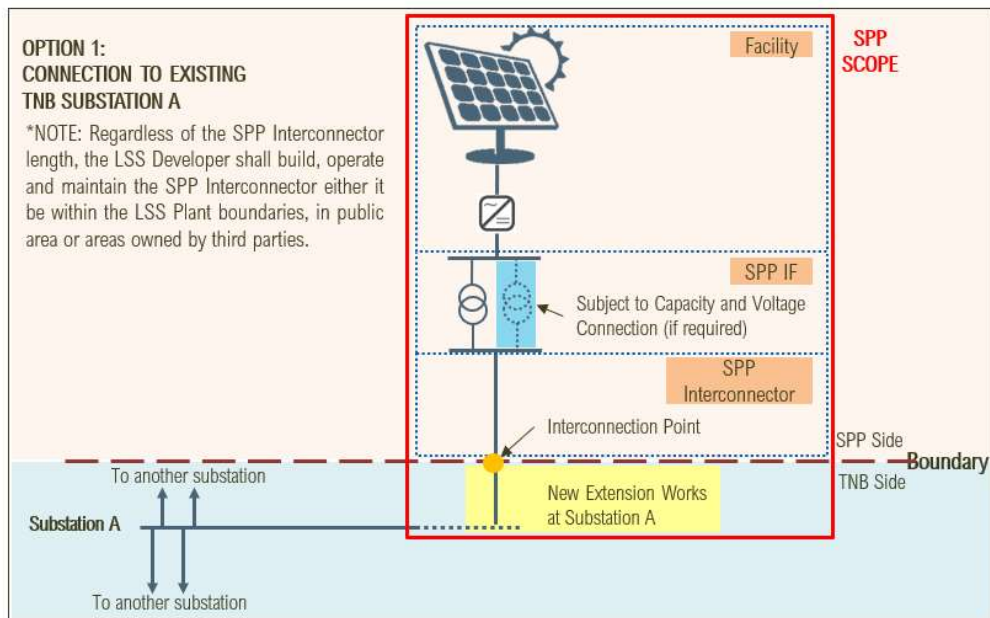 OPTION 1:
CONNECTION TO EXISTING
TNB SUBSTATION A
*NOTE: Regardless of the SPP Interconnector
length, the LSS Developer shall build, operate
and maintain the SPP Interconnector either it
be within the LSS Plant boundaries, in public
area or areas owned by third parties.
Facility
SPP
SCOPE
SPP IF
Subject to Capacity and Voltage
Connection (if required)
SPP
Interconnector
Interconnection Point
SPP Side
Boundary
TNB Side
To another substation
New Extension Works
at Substation A
Substation A
To another substation